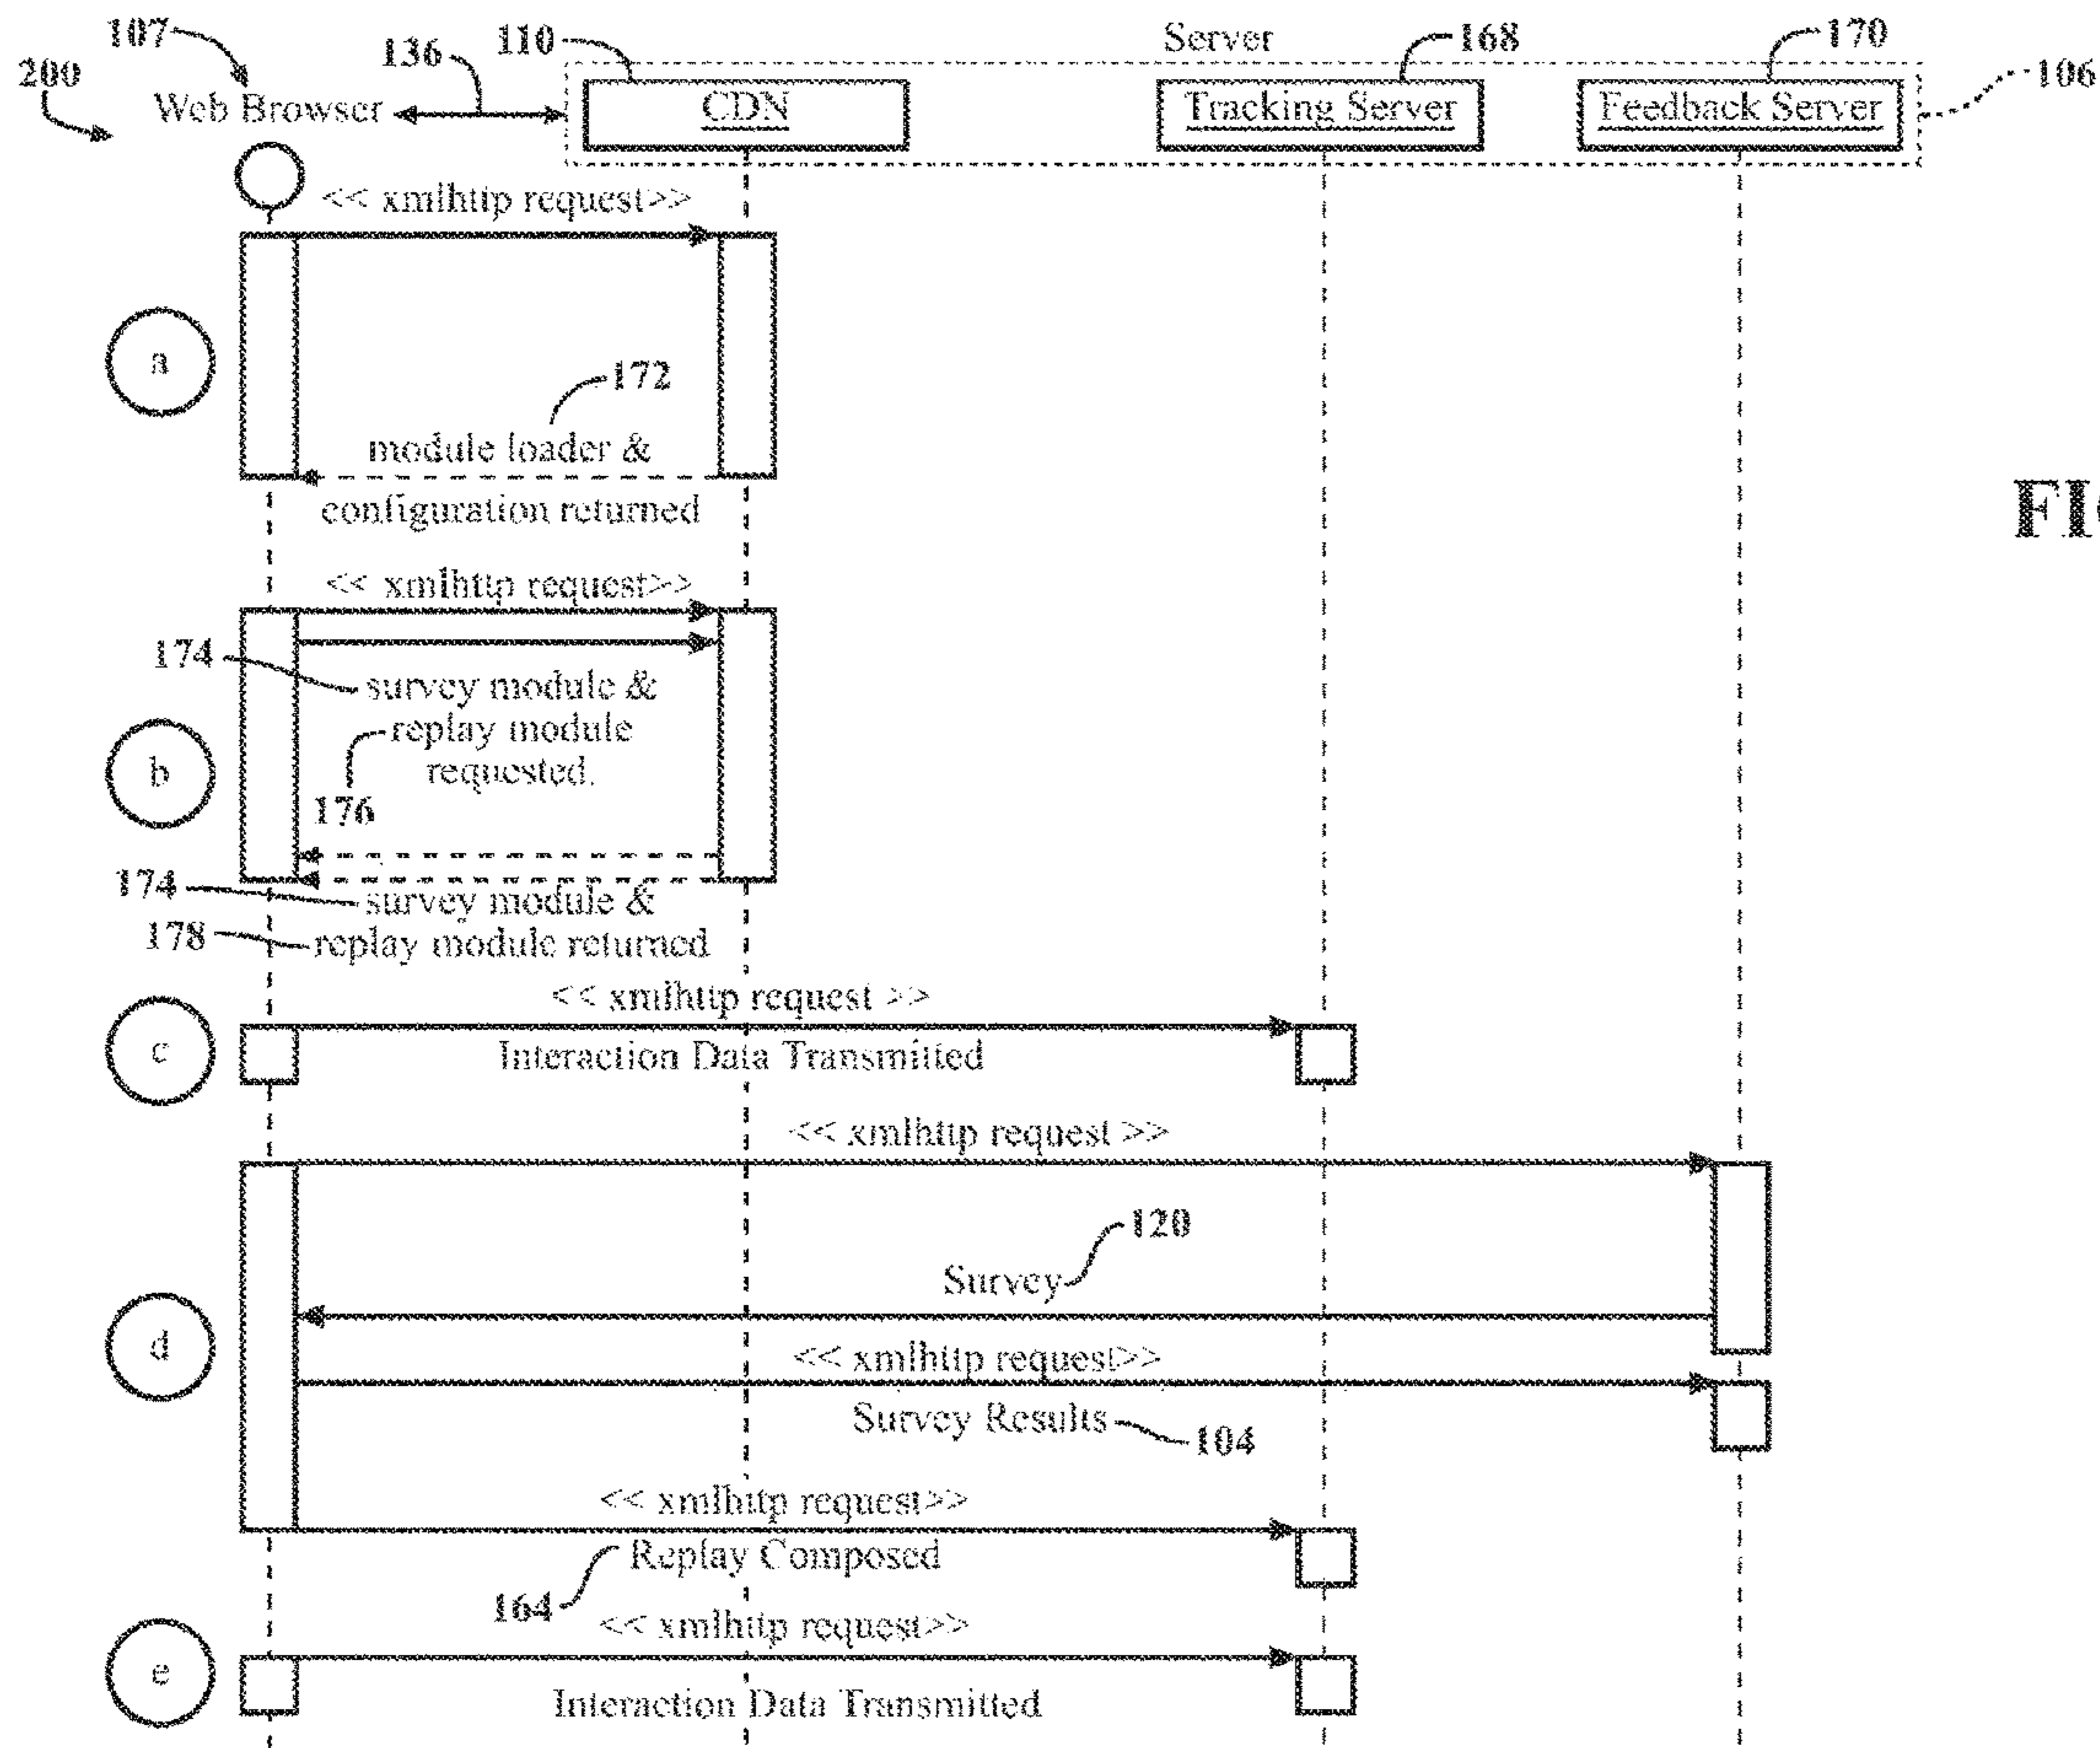 107
136
110
Server
168
170
200
106
Web Browser
CDN
Tracking Server
Feedback Server
<< xmlhttp request>>
a
172
module loader &
configuration returned
FI
<< xmlhttp request>>
174
survey module &
replay module
requested.
b
176
174
survey module &
178
replay module returned
<< xmlhttp request >>
c
Interaction Data Transmitted
<< xmlhttp request >>
120
Survey
d
<< xmlhttp request>>
Survey Results
104
<< xmlhttp request>>
Replay Composed
164
<< xmlhttp request>>
e
Interaction Data Transmitted